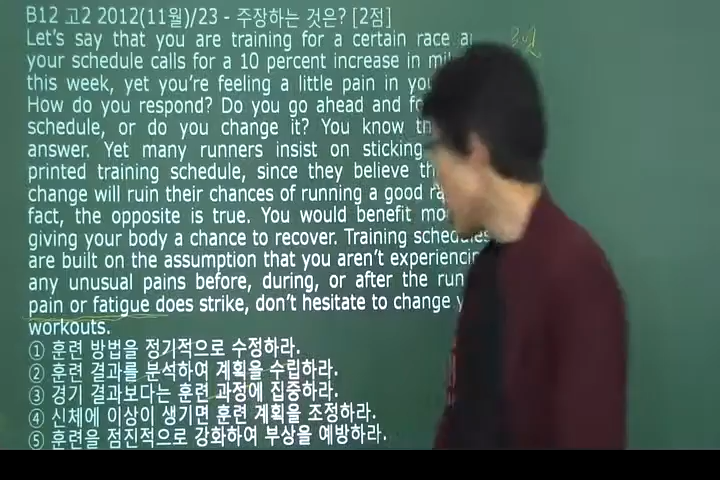 B12 고2 2012(11월)/23 - 주장하는 것은? [2점]
Let's say that you are training for a certain race
your schedule calls for a 10 percent increase in
this week, yet you're feeling a little pain in
How do you respond? Do you go ahead and
schedule, or do you change it? You know
answer. Yet many runners insist on sticking
printed training schedule, since they believe
change will ruin their chances of running a good
fact, the opposite is true. You would benefit
giving your body a chance to recover. Training schedules
are built on the assumption that you aren't
any unusual pains before, during, or after the run
pain or fatigue does strike, don't hesitate to change
workouts.
① 훈련 방법을 정기적으로 수정하라.
② 훈련 결과를 분석하여 계획을 수립하라.
③ 경기 결과보다는 훈련 과정에 집중하라.
④ 신체에 이상이 생기면 훈련 계획을 조정하라.
⑤ 훈련을 점진적으로 강화하여 부상을 예방하라.